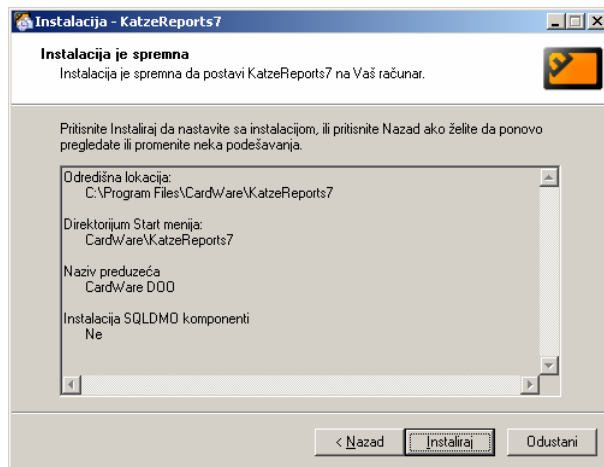 Instalacija - KatzeReports7
Instalacija je spremna
Instalacija je spremna da postavi KatzeReports7 na Vaš računar.
Pritisnite Instaliraj da nastavite sa instalacijom, ili pritisnite Nazad ako želite da ponovo
pregledate ili promenite neka podešavanja.
Odredišna lokacija:
C:\Program Files\CardWare\KatzeReports7
Direktorijum Start menija:
CardWare\KatzeReports7
Naziv preduzeća
CardWare DOO
Instalacija SQLDMO komponenti
Ne
< Nazad
Instaliraj
Odustani